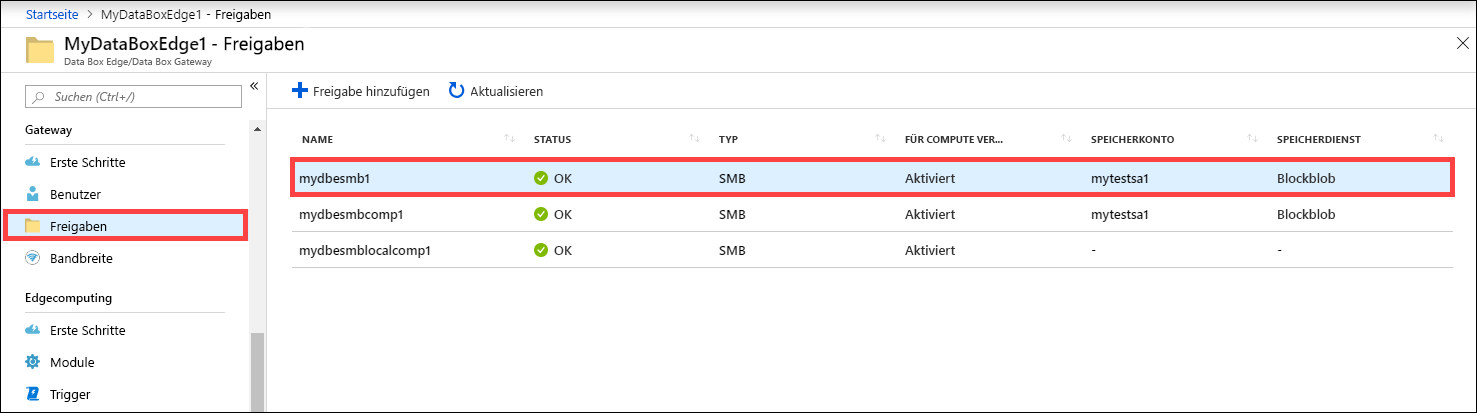 Startseite > MyDataBoxEdge1 - Freigaben
MyDataBoxEdge1 - Freigaben
Data Box Edge/Data Box Gateway
Suchen (Ctrl+/)
Gateway
Erste Schritte
Benutzer
Freigaben
Bandbreite
Edgecomputing
Erste Schritte
Module
Trigger
Freigabe hinzufügen Aktualisieren
NAME STATUS TYP FÜR COMPUTE VER... SPEICHERKONTO SPEICHERDIENST
mydbesmb1 OK SMB Aktiviert mytestsa1 Blockblob
mydbesmbcomp1 OK SMB Aktiviert mytestsa1 Blockblob
mydbesmblocalcomp1 OK SMB Aktiviert - -